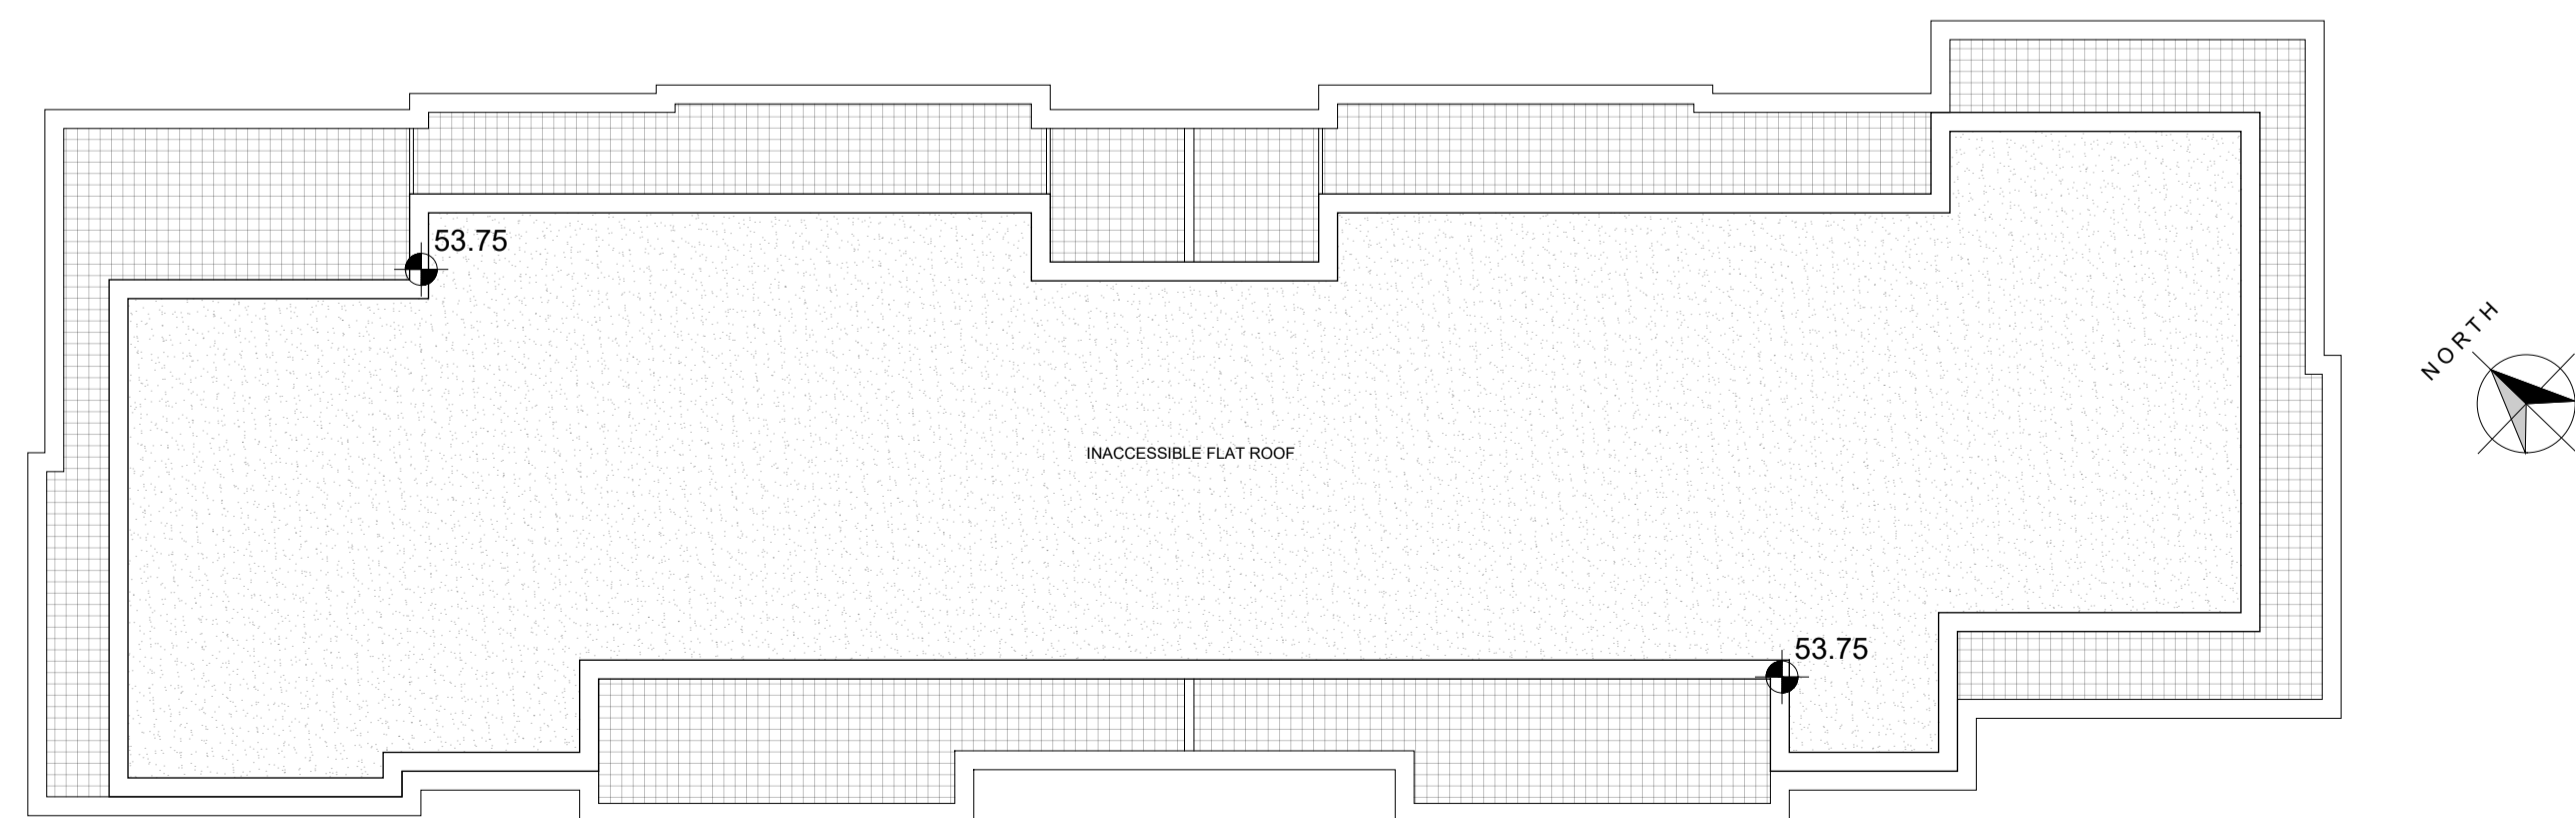 53.75
NORTH
INACCESSIBLE FLAT ROOF
53.75